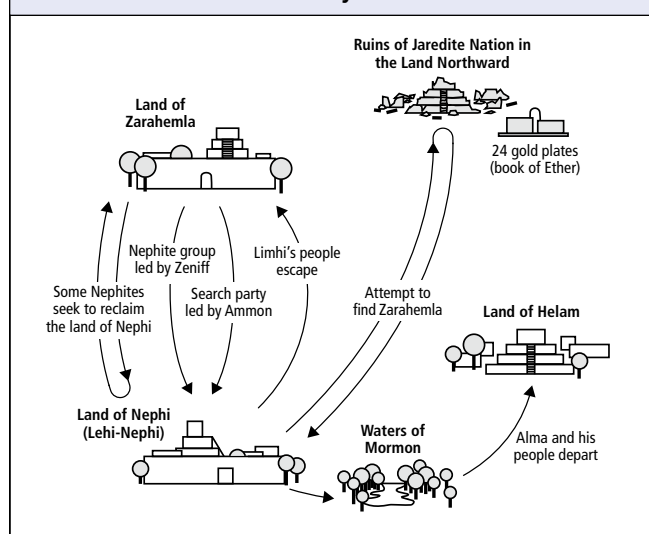 Ruins of Jaredite Nation in
the Land Northward
Land of
Zarahemla
24 gold plates
(book of Ether)
Nephite group
led by Zeniff
Limhi's people
escape
Some Nephites
seek to reclaim
the land of Nephi
Search party
led by Ammon
Attempt to
find Zarahemla
Land of Helam
Land of Nephi
(Lehi-Nephi)
Waters of
Mormon
Alma and his
people depart